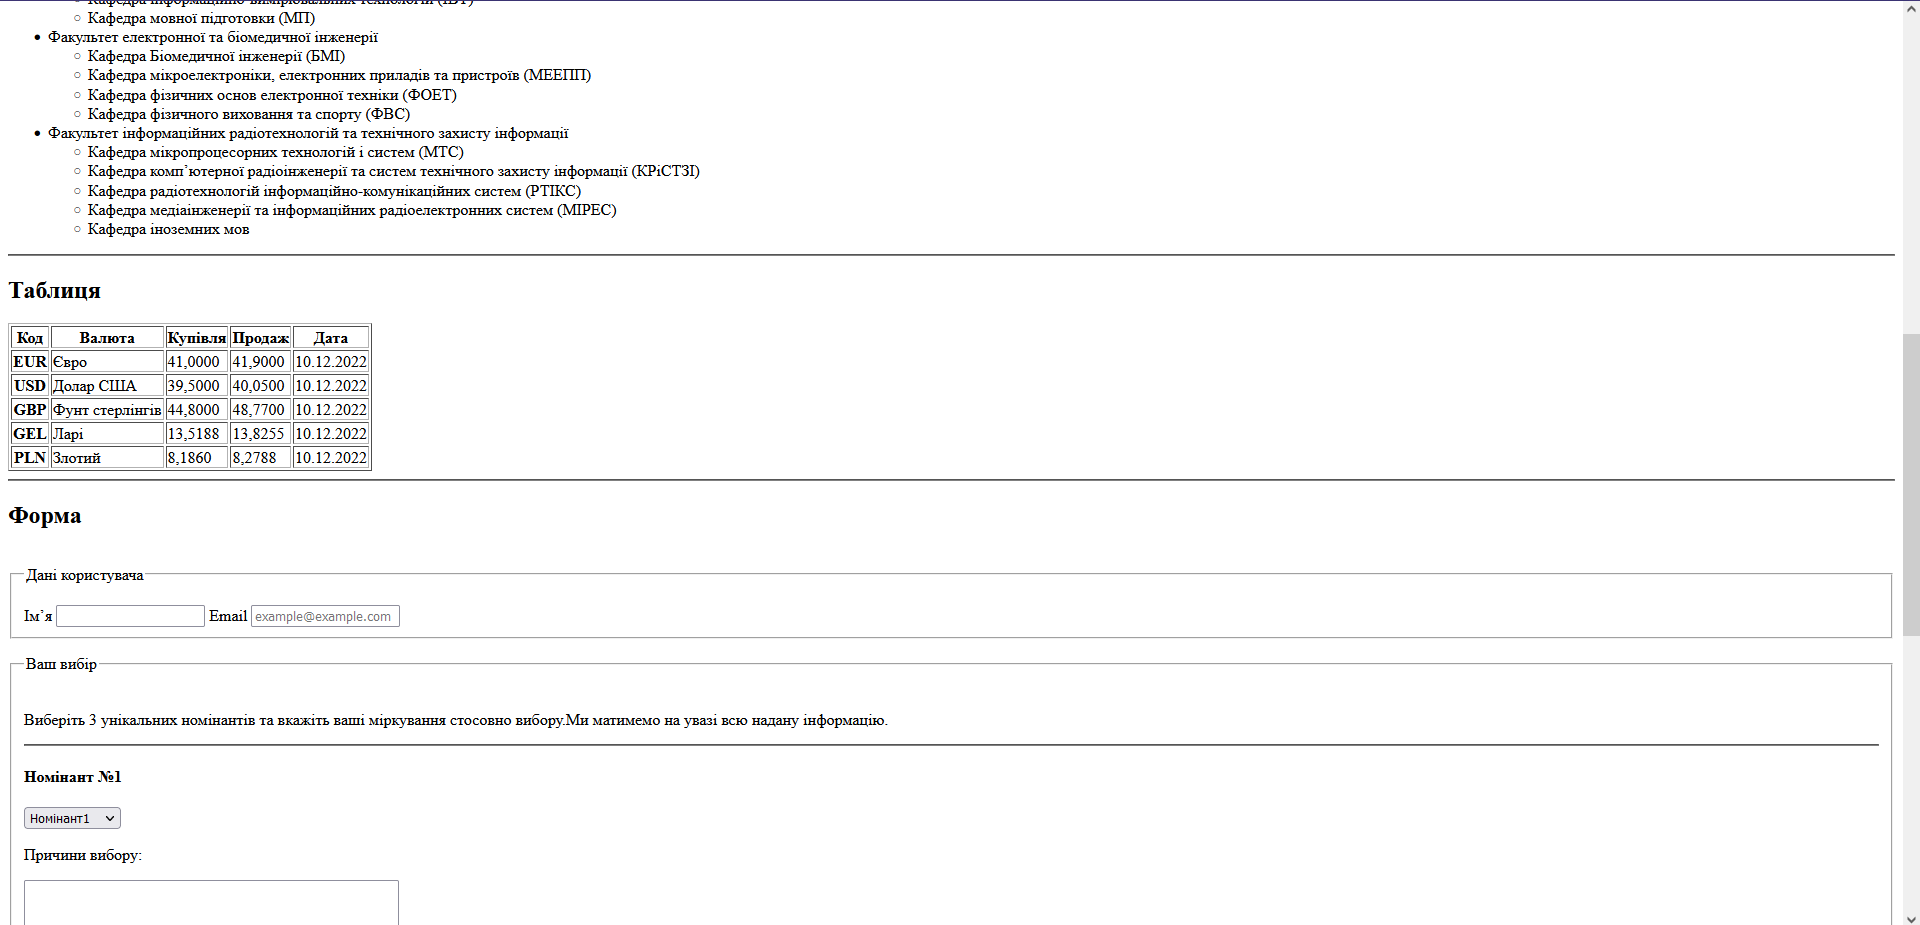 Кафедра інформаційно-вимірювальних технологій (ІВТ)
Кафедра мовної підготовки (МП)
Факультет електронної та біомедичної інженерії
Кафедра Біомедичної інженерії (БМІ)
Кафедра мікроелектроніки, електронних приладів та пристроїв (МЕЕПП)
Кафедра фізичних основ електронної техніки (ФОЕТ)
Кафедра фізичного виховання та спорту (ФВС)
Факультет інформаційних радіотехнологій та технічного захисту інформації
Кафедра мікропроцесорних технологій і систем (МТС)
Кафедра комп’ютерної радіоінженерії та систем технічного захисту інформації (КРіСТЗІ)
Кафедра радіотехнологій інформаційно-комунікаційних систем (РТІКС)
Кафедра медіаінженерії та інформаційних радіоелектронних систем (МІРЕС)
Кафедра іноземних мов
Таблиця
Код Валюта Купівля Продаж Дата
EUR Євро 41,0000 41,9000 10.12.2022
USD Долар США 39,5000 40,0500 10.12.2022
GBP Фунт стерлінгів 44,8000 48,7700 10.12.2022
GEL Ларі 13,5188 13,8255 10.12.2022
PLN Злотий 8,1860 8,2788 10.12.2022
Форма
Дані користувача
Ім’я Email example@example.com
Ваш вибір
Виберіть 3 унікальних номінантів та вкажіть ваші міркування стосовно вибору.Ми матимемо на увазі всю надану інформацію.
Номінант №1
Номінант1
Причини вибору: